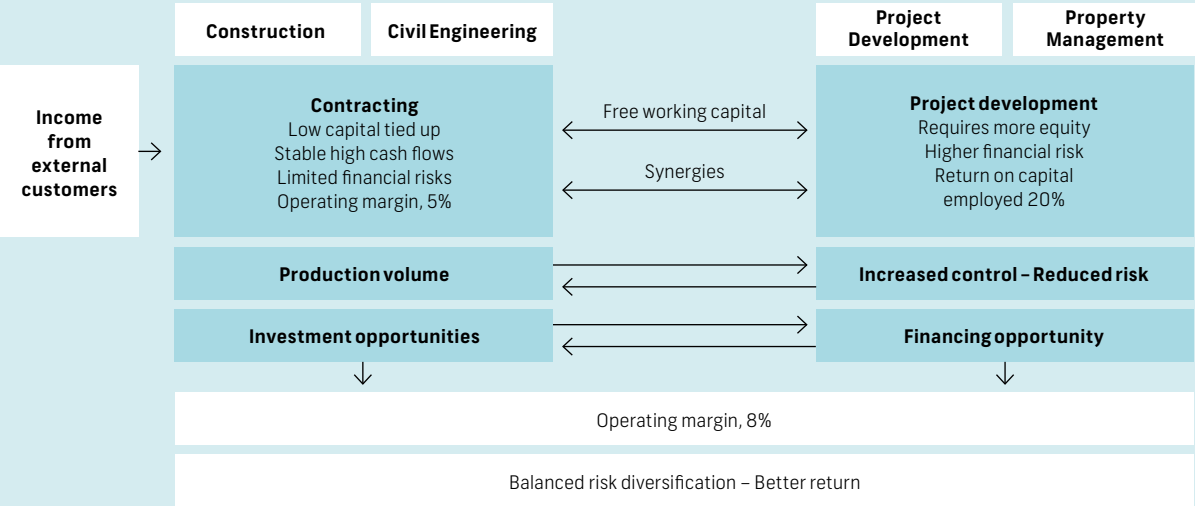 Construction
Civil Engineering
Project
Development
Property
Management
Income
from
external
customers
Contracting
Low capital tied up
Stable high cash flows
Limited financial risks
Operating margin, 5%
Free working capital
Synergies
Project development
Requires more equity
Higher financial risk
Return on capital
employed 20%
Production volume
Increased control – Reduced risk
Investment opportunities
Financing opportunity
Operating margin, 8%
Balanced risk diversification – Better return